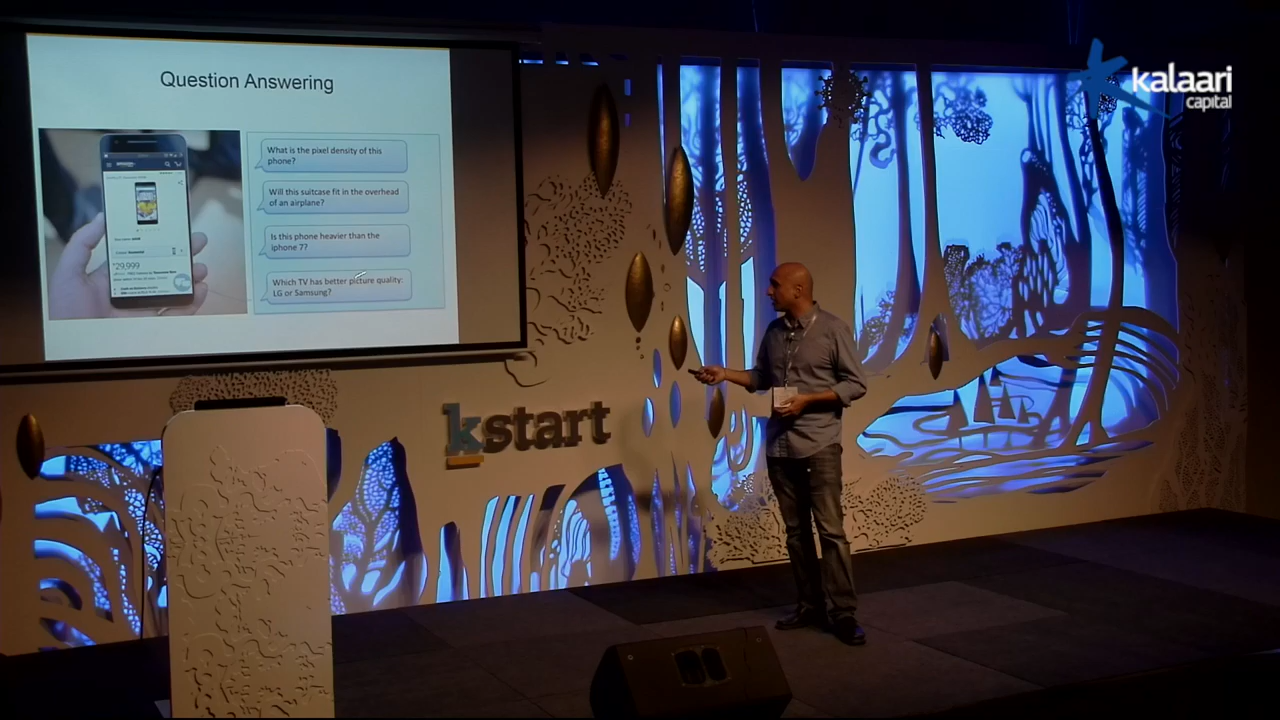 Question Answering
What is the pixel density of this
phone?
Will this suitcase fit in the overhead
of an airplane?
Is this phone heavier than the
iphone 7?
Which TV has better picture quality:
LG or Samsung?
29,999
kstart
kalaari
capital